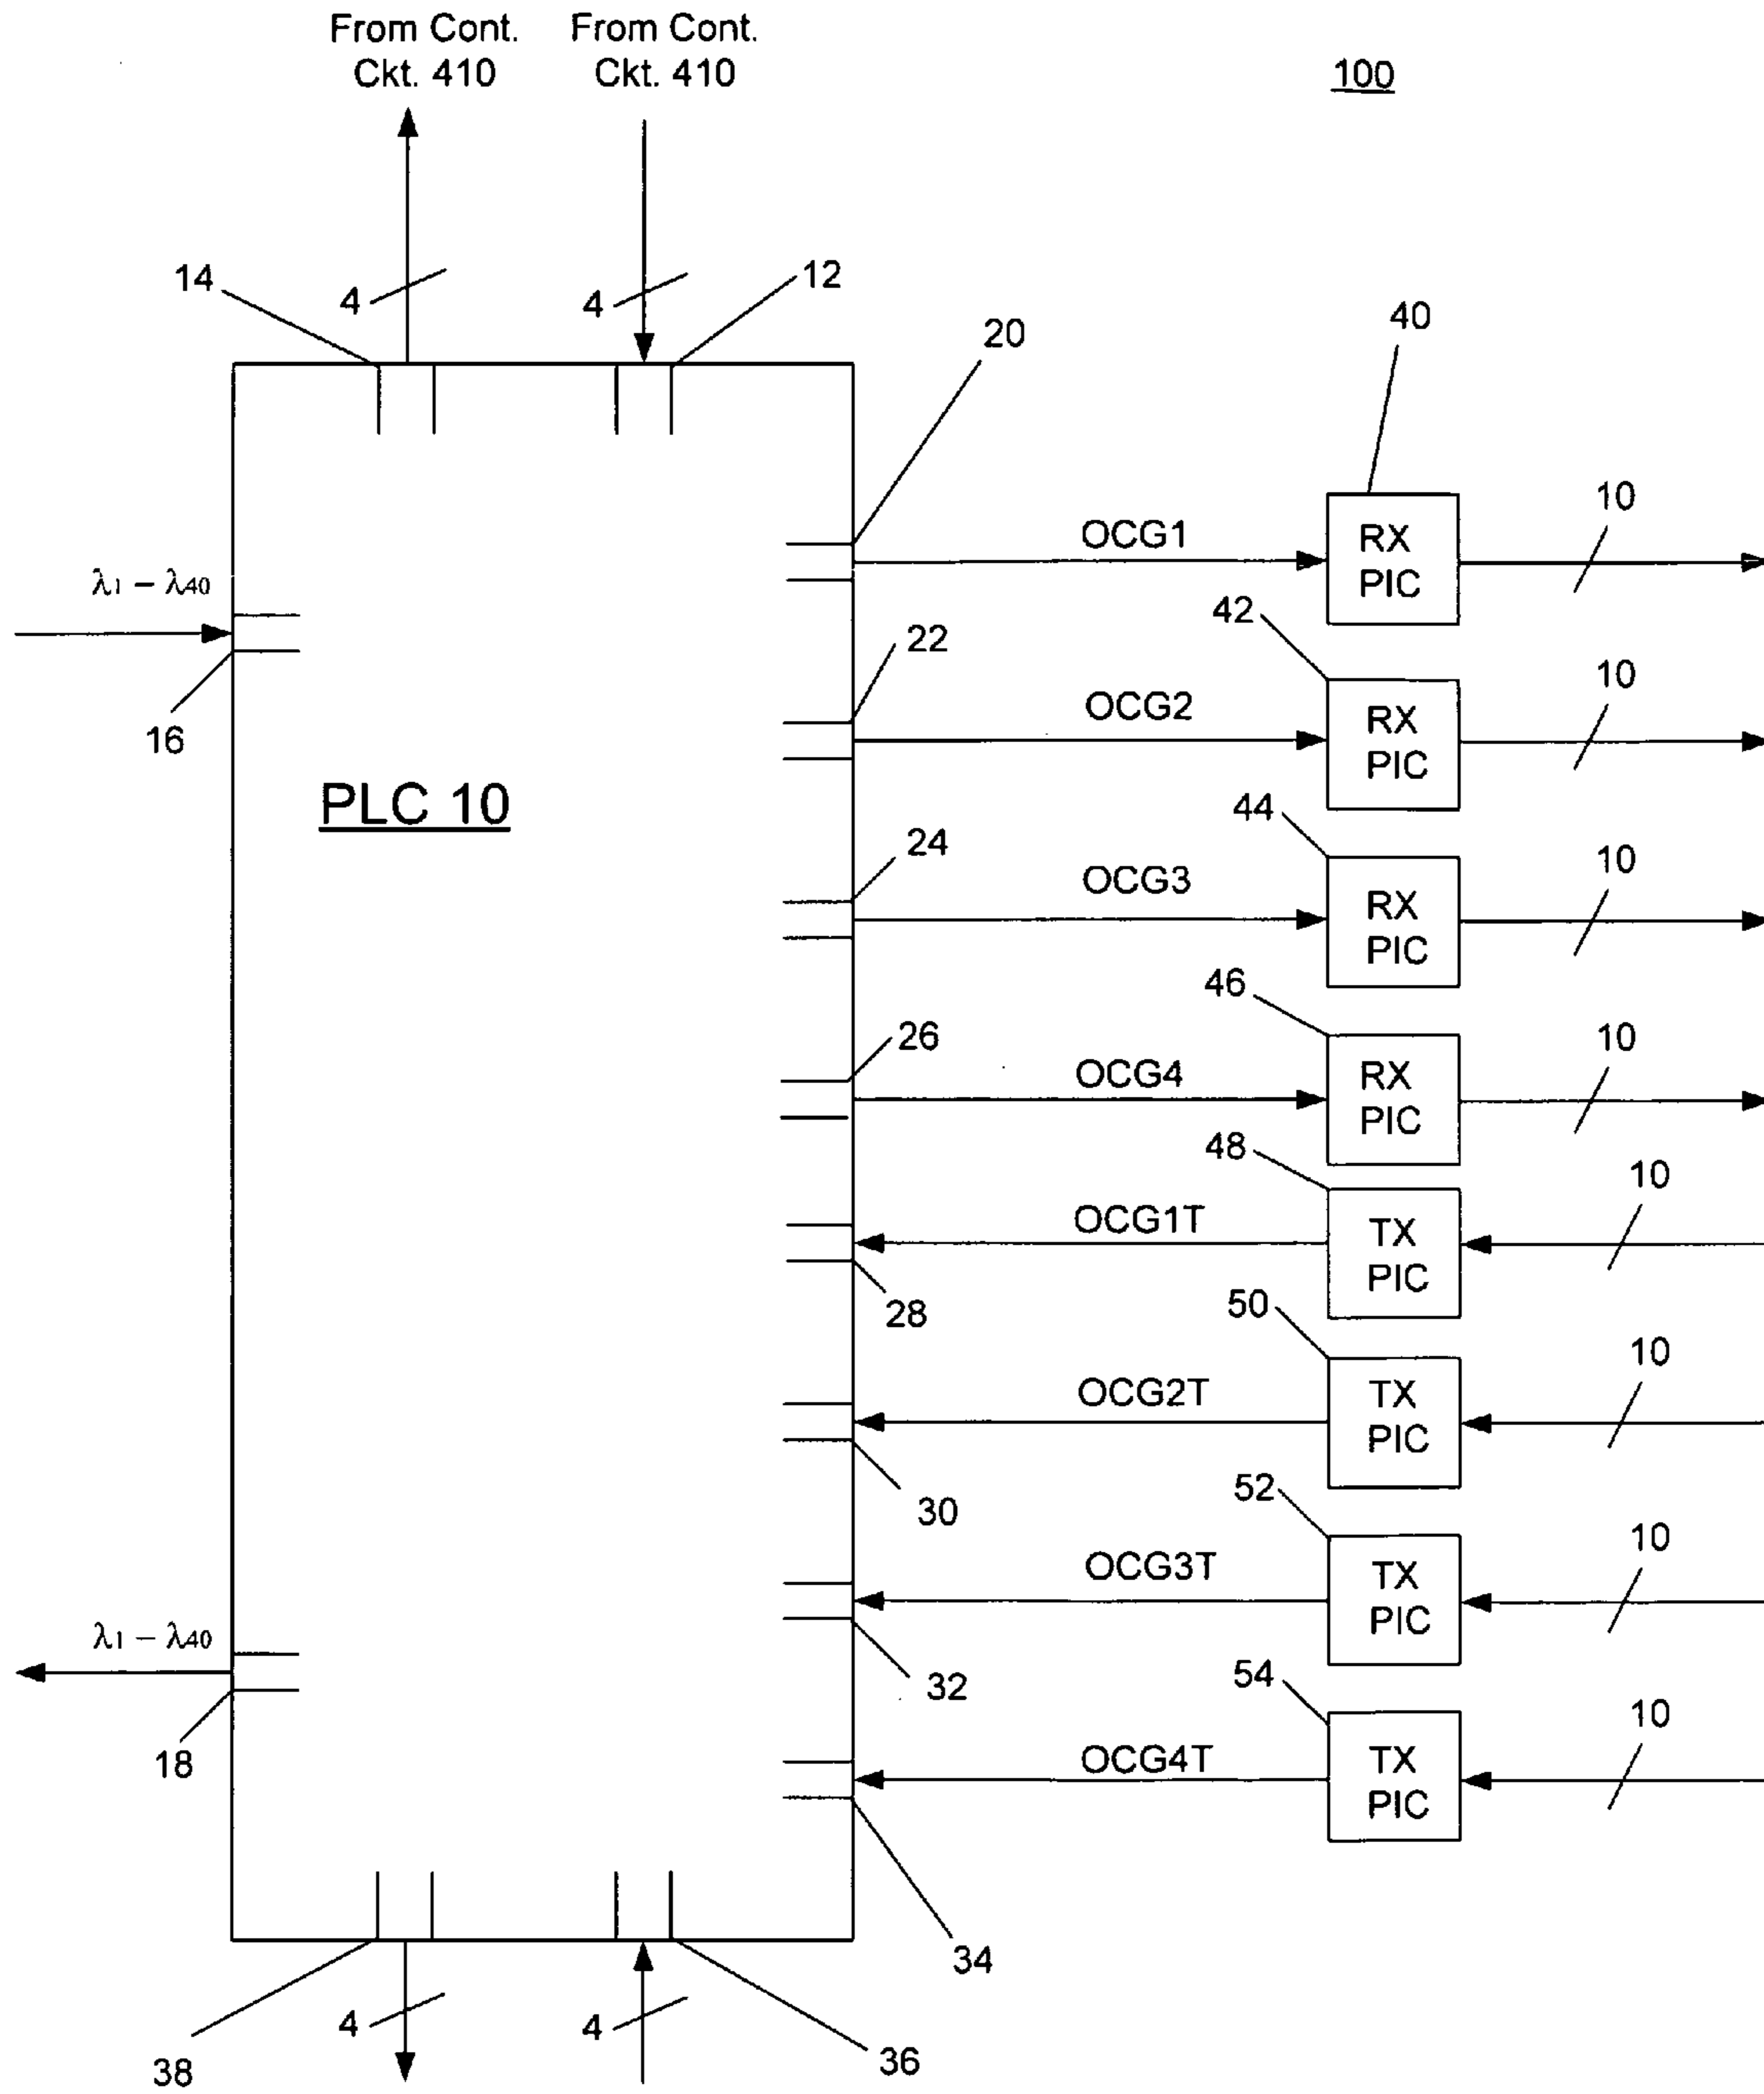 From Cont.
Ckt. 410
From Cont.
Ckt. 410
100
14
4
4
12
20
40
λ1 – λ40
OCG1
RX
PIC
10
16
22
42
OCG2
RX
PIC
10
PLC 10
24
44
OCG3
RX
PIC
10
26
46
OCG4
RX
PIC
10
48
OCG1T
TX
PIC
10
28
50
OCG2T
TX
PIC
10
30
52
OCG3T
TX
PIC
10
λ1 – λ40
32
54
18
OCG4T
TX
PIC
10
34
4
4
38
36